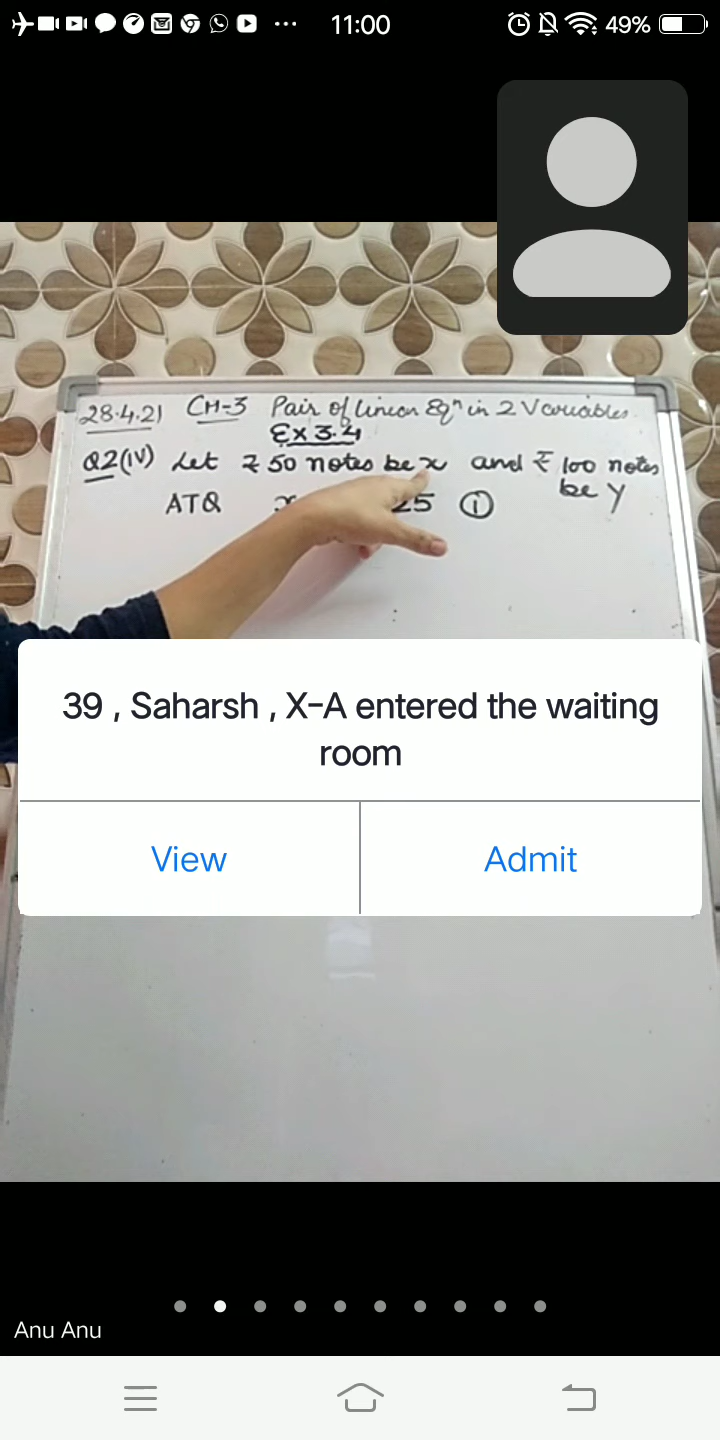 11:00 49%
28.4.21 CH-3 Pair of Linear Eqⁿ in 2 Variables
Ex 3.4
Q2(IV) Let ₹ 50 notes be x and ₹ 100 notes
be y
ATQ x 25 ①
39 , Saharsh , X-A entered the waiting
room
View Admit
Anu Anu